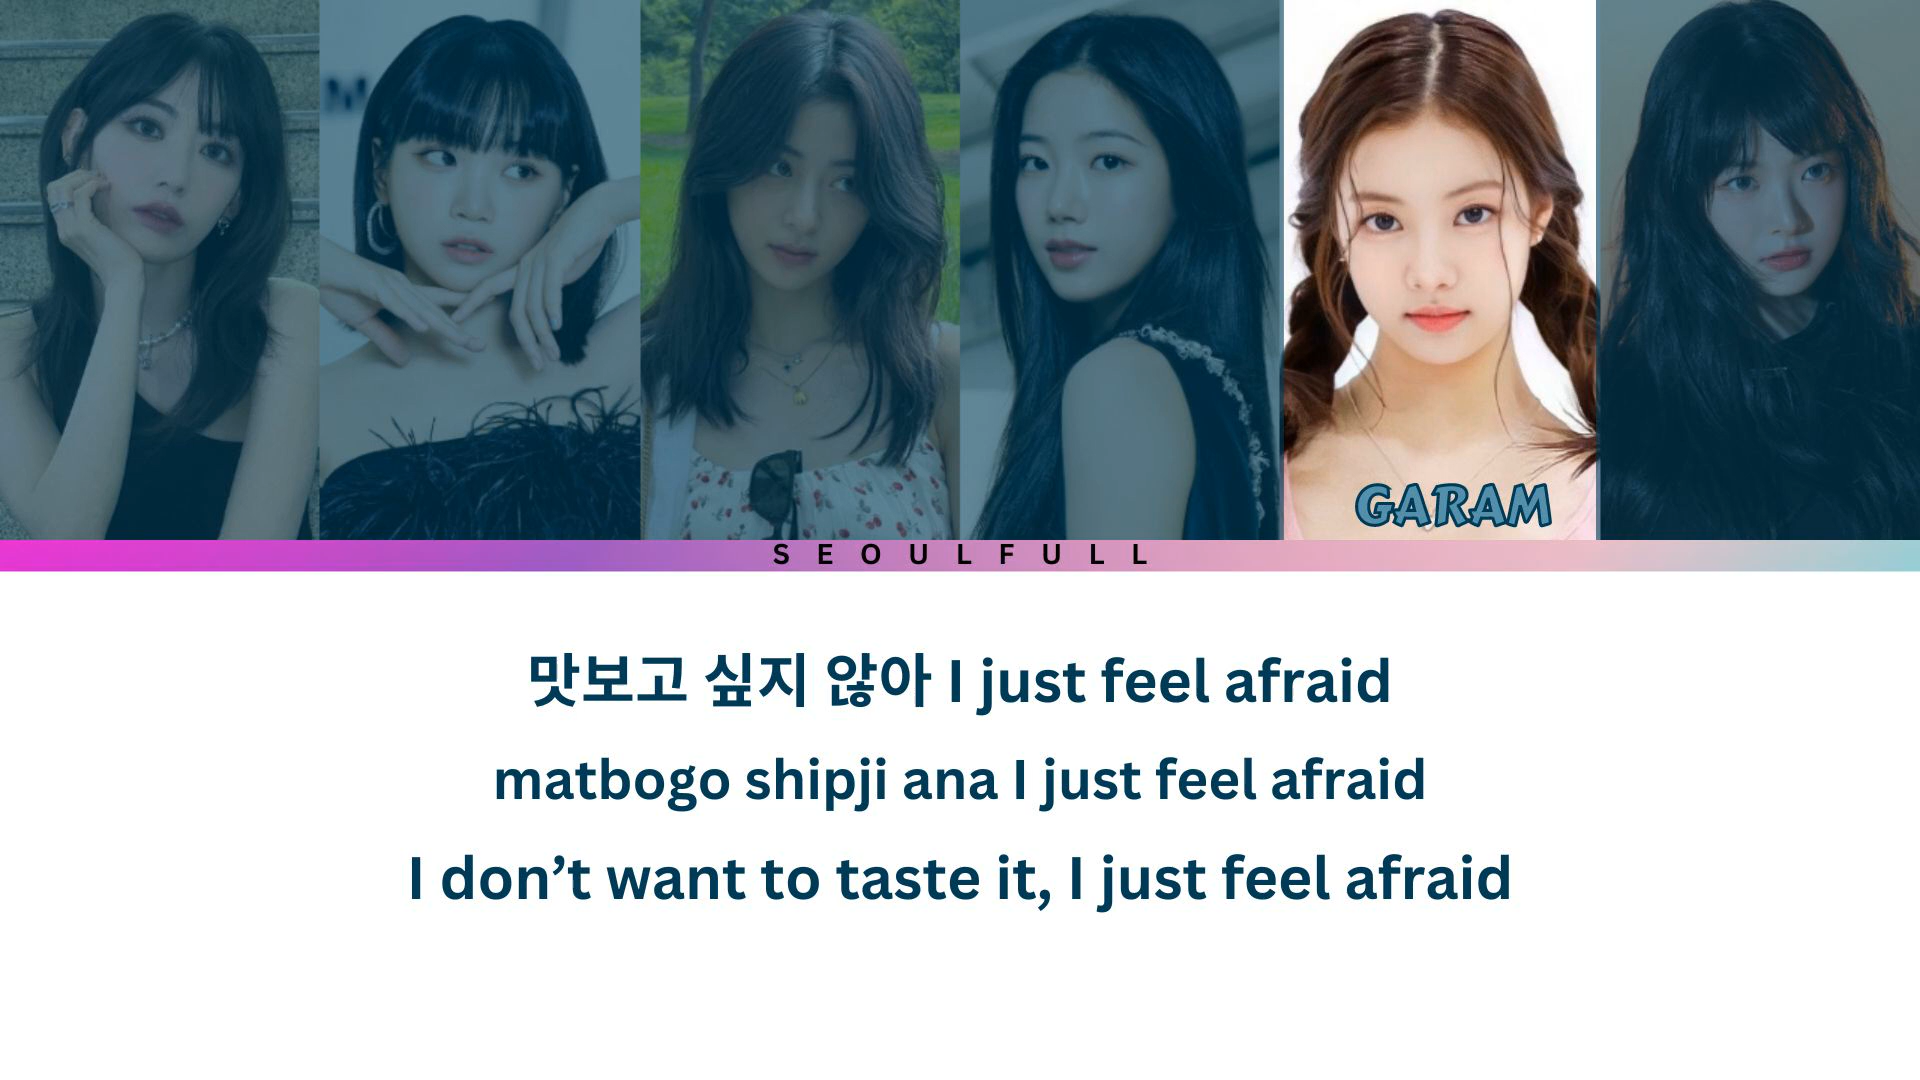 GARAM
SEOULFULL
맛보고 싶지 않아 I just feel afraid
matbogo shipji ana I just feel afraid
I don’t want to taste it, I just feel afraid